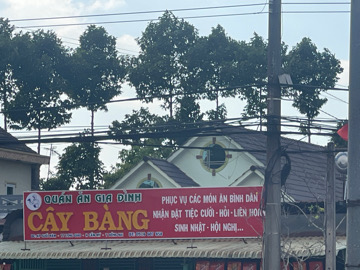 QUÁN ĂN GIA ĐÌNH
CÂY BÀNG
PHỤC VỤ CÁC MÓN ĂN BÌNH DÂN
NHẬN ĐẶT TIỆC CƯỚI - HỎI - LIÊN HOAN
SINH NHẬT - HỘI NGHỊ...